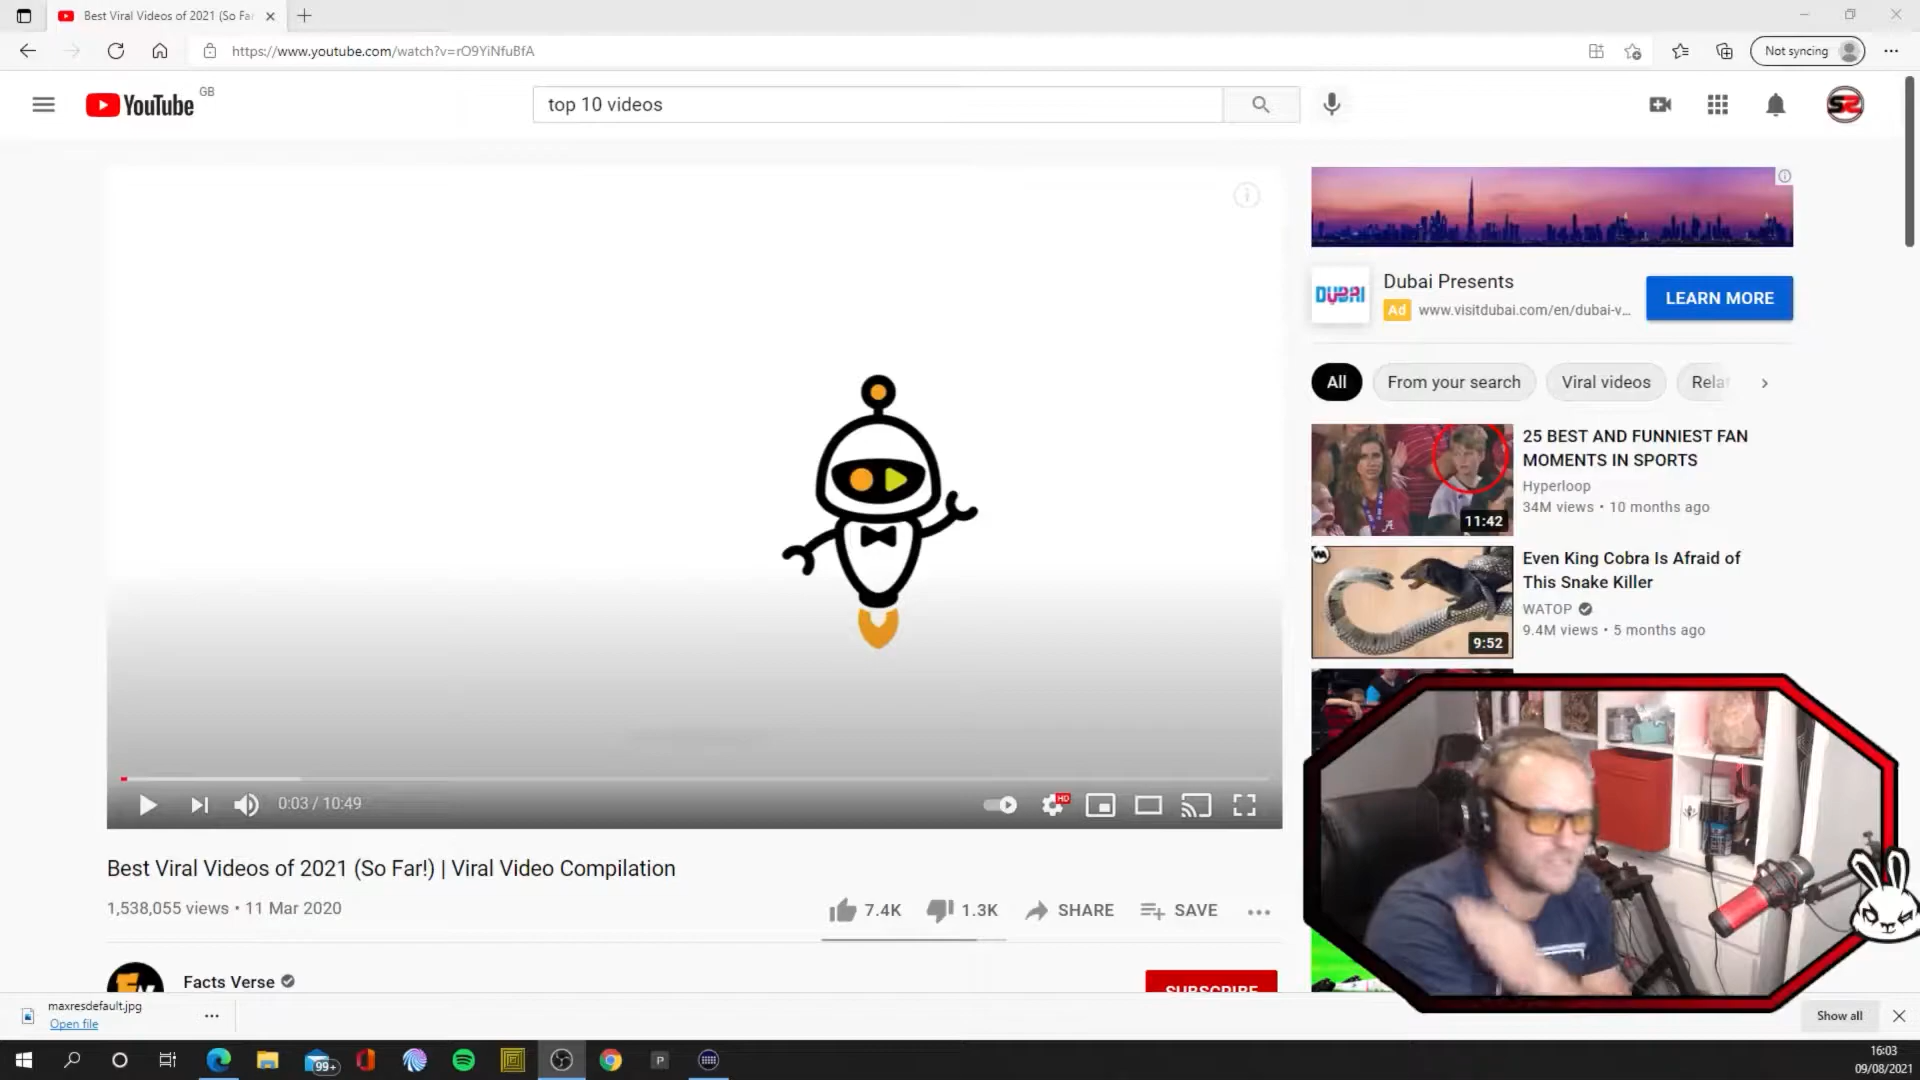 Best Viral Videos of 2021 (So Far
https://www.youtube.com/watch?v=rO9YiNfuBfA
Not syncing
YouTube GB
top 10 videos
Dubai Presents
DUBAI
Ad www.visitdubai.com/en/dubai-v...
LEARN MORE
All
From your search
Viral videos
Rela
25 BEST AND FUNNIEST FAN
MOMENTS IN SPORTS
Hyperloop
34M views • 10 months ago
11:42
Even King Cobra Is Afraid of
This Snake Killer
WATOP
9.4M views • 5 months ago
9:52
0:03 / 10:49
HD
Best Viral Videos of 2021 (So Far!) | Viral Video Compilation
1,538,055 views • 11 Mar 2020
7.4K
1.3K
SHARE
SAVE
Facts Verse
SUBSCRIBE
maxresdefault.jpg
Open file
Show all
99+
P
16:03
09/08/2021